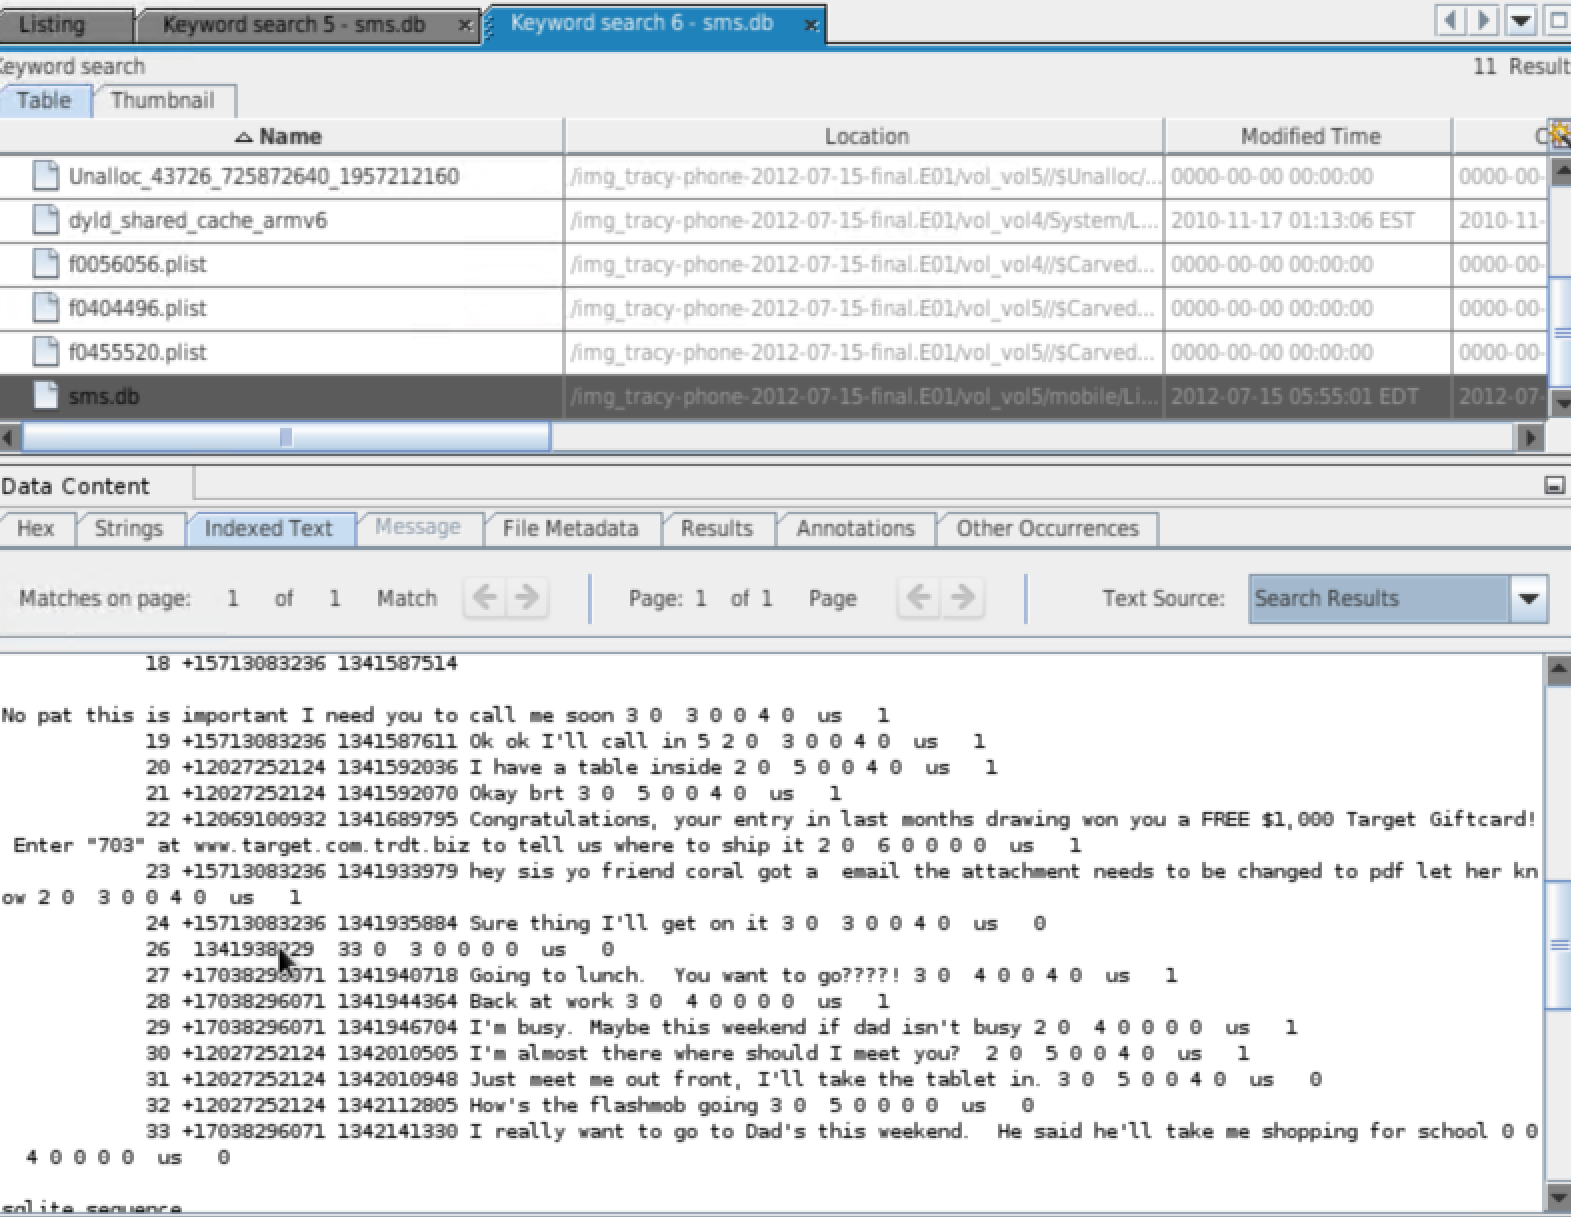 Listing Keyword search 5 - sms.db × Keyword search 6 - sms.db ×
Keyword search 11 Result
Table Thumbnail
Name Location Modified Time C
Unalloc_43726_725872640_1957212160 /img_tracy-phone-2012-07-15-final.E01/vol_vol5//$Unalloc/... 0000-00-00 00:00:00 0000-00-
dyld_shared_cache_armv6 /img_tracy-phone-2012-07-15-final.E01/vol_vol4/System/L... 2010-11-17 01:13:06 EST 2010-11-
f0056056.plist /img_tracy-phone-2012-07-15-final.E01/vol_vol4//$Carved... 0000-00-00 00:00:00 0000-00-
f0404496.plist /img_tracy-phone-2012-07-15-final.E01/vol_vol5//$Carved... 0000-00-00 00:00:00 0000-00-
f0455520.plist /img_tracy-phone-2012-07-15-final.E01/vol_vol5//$Carved... 0000-00-00 00:00:00 0000-00-
sms.db /img_tracy-phone-2012-07-15-final.E01/vol_vol5/mobile/Li... 2012-07-15 05:55:01 EDT 2012-07-
Data Content
Hex Strings Indexed Text Message File Metadata Results Annotations Other Occurrences
Matches on page: 1 of 1 Match Page: 1 of 1 Page Text Source: Search Results
18 +15713083236 1341587514
No pat this is important I need you to call me soon 3 0 3 0 0 4 0 us 1
19 +15713083236 1341587611 Ok ok I'll call in 5 2 0 3 0 0 4 0 us 1
20 +12027252124 1341592036 I have a table inside 2 0 5 0 0 4 0 us 1
21 +12027252124 1341592070 Okay brt 3 0 5 0 0 4 0 us 1
22 +12069100932 1341689795 Congratulations, your entry in last months drawing won you a FREE $1,000 Target Giftcard!
Enter "703" at www.target.com.trdt.biz to tell us where to ship it 2 0 6 0 0 0 0 us 1
23 +15713083236 1341933979 hey sis yo friend coral got a email the attachment needs to be changed to pdf let her kn
ow 2 0 3 0 0 4 0 us 1
24 +15713083236 1341935884 Sure thing I'll get on it 3 0 3 0 0 4 0 us 0
26 1341938229 33 0 3 0 0 0 0 us 0
27 +17038296071 1341940718 Going to lunch. You want to go????! 3 0 4 0 0 4 0 us 1
28 +17038296071 1341944364 Back at work 3 0 4 0 0 0 0 us 1
29 +17038296071 1341946704 I'm busy. Maybe this weekend if dad isn't busy 2 0 4 0 0 0 0 us 1
30 +12027252124 1342010505 I'm almost there where should I meet you? 2 0 5 0 0 4 0 us 1
31 +12027252124 1342010948 Just meet me out front, I'll take the tablet in. 3 0 5 0 0 4 0 us 0
32 +12027252124 1342112805 How's the flashmob going 3 0 5 0 0 0 0 us 0
33 +17038296071 1342141330 I really want to go to Dad's this weekend. He said he'll take me shopping for school 0 0
4 0 0 0 0 us 0
sqlite sequence